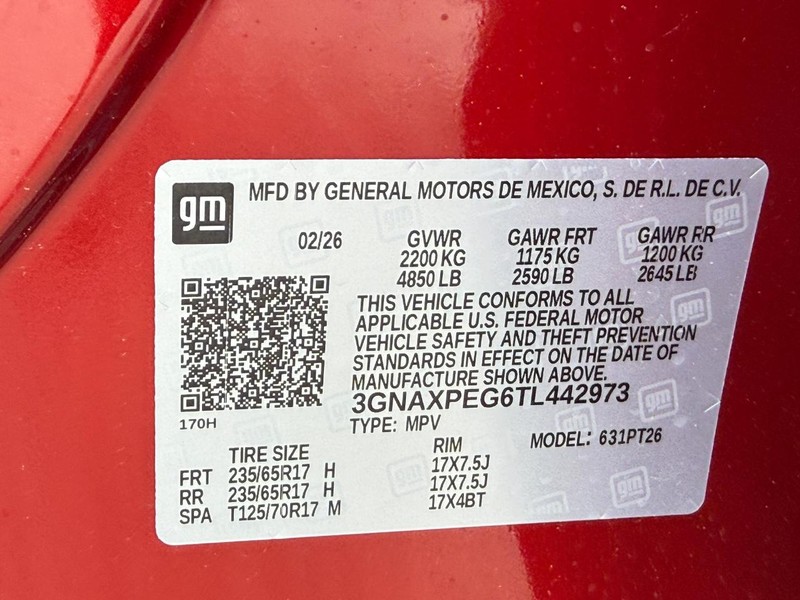 gm MFD BY GENERAL MOTORS DE MEXICO, S. DE R.L. DE C.V.
02/26 GVWR GAWR FRT GAWR RR
2200 KG 1175 KG 1200 KG
4850 LB 2590 LB 2645 LB
THIS VEHICLE CONFORMS TO ALL
APPLICABLE U.S. FEDERAL MOTOR
VEHICLE SAFETY AND THEFT PREVENTION
STANDARDS IN EFFECT ON THE DATE OF
MANUFACTURE SHOWN ABOVE.
3GNAXPEG6TL442973
170H
TYPE: MPV MODEL: 631PT26
TIRE SIZE RIM
FRT 235/65R17 H 17X7.5J
RR 235/65R17 H 17X7.5J
SPA T125/70R17 M 17X4BT